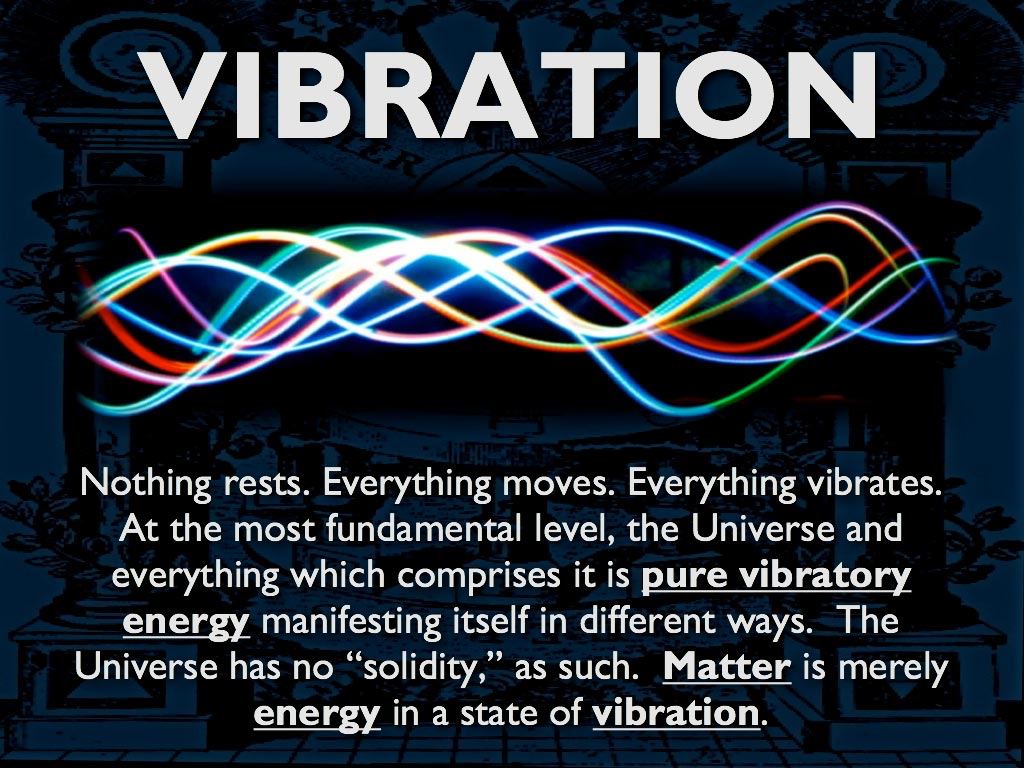 VIBRATION
Nothing rests. Everything moves. Everything vibrates.
At the most fundamental level, the Universe and
everything which comprises it is pure vibratory
energy manifesting itself in different ways.  The
Universe has no “solidity,” as such.  Matter is merely
energy in a state of vibration.